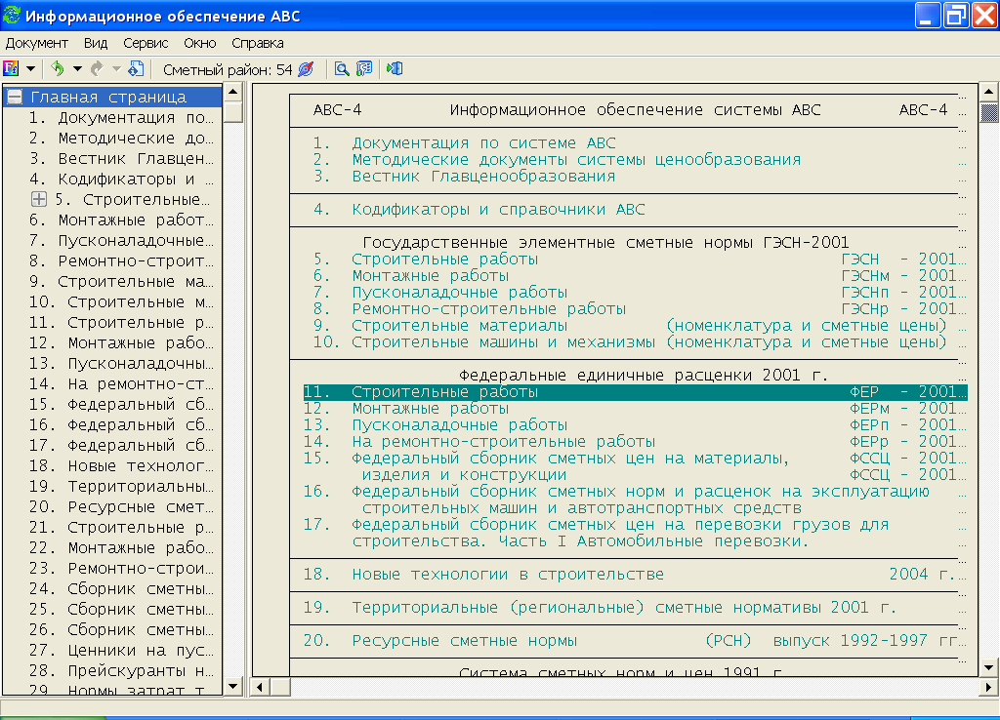 Информационное обеспечение АВС
Документ Вид Сервис Окно Справка
Сметный район: 54
Главная страница
1. Документация по...
2. Методические до...
3. Вестник Главцен...
4. Кодификаторы и ...
5. Строительные...
6. Монтажные работ...
7. Пусконаладочные...
8. Ремонтно-строит...
9. Строительные ма...
10. Строительные м...
11. Строительные р...
12. Монтажные рабо...
13. Пусконаладочны...
14. На ремонтно-ст...
15. Федеральный сб...
16. Федеральный сб...
17. Федеральный сб...
18. Новые технолог...
19. Территориальны...
20. Ресурсные смет...
21. Строительные р...
22. Монтажные рабо...
23. Ремонтно-строи...
24. Сборник сметны...
25. Сборник сметны...
26. Сборник сметны...
27. Ценники на пус...
28. Прейскуранты н...
29. Нормы затрат т...
АВС-4 Информационное обеспечение системы АВС АВС-4 ...
1. Документация по системе АВС ...
2. Методические документы системы ценообразования ...
3. Вестник Главценообразования ...
4. Кодификаторы и справочники АВС ...
Государственные элементные сметные нормы ГЭСН-2001 ...
5. Строительные работы ГЭСН - 2001...
6. Монтажные работы ГЭСНм - 2001...
7. Пусконаладочные работы ГЭСНп - 2001...
8. Ремонтно-строительные работы ГЭСНр - 2001...
9. Строительные материалы (номенклатура и сметные цены) ...
10. Строительные машины и механизмы (номенклатура и сметные цены) ...
Федеральные единичные расценки 2001 г. ...
11. Строительные работы ФЕР - 2001...
12. Монтажные работы ФЕРм - 2001...
13. Пусконаладочные работы ФЕРп - 2001...
14. На ремонтно-строительные работы ФЕРр - 2001...
15. Федеральный сборник сметных цен на материалы, ФССЦ - 2001...
изделия и конструкции ФССЦ - 2001...
16. Федеральный сборник сметных норм и расценок на эксплуатацию ...
строительных машин и автотранспортных средств ...
17. Федеральный сборник сметных цен на перевозки грузов для ...
строительства. Часть I Автомобильные перевозки. ...
18. Новые технологии в строительстве 2004 г....
19. Территориальные (региональные) сметные нормативы 2001 г. ...
20. Ресурсные сметные нормы (РСН) выпуск 1992-1997 гг...
Система сметных норм и цен 1991 г